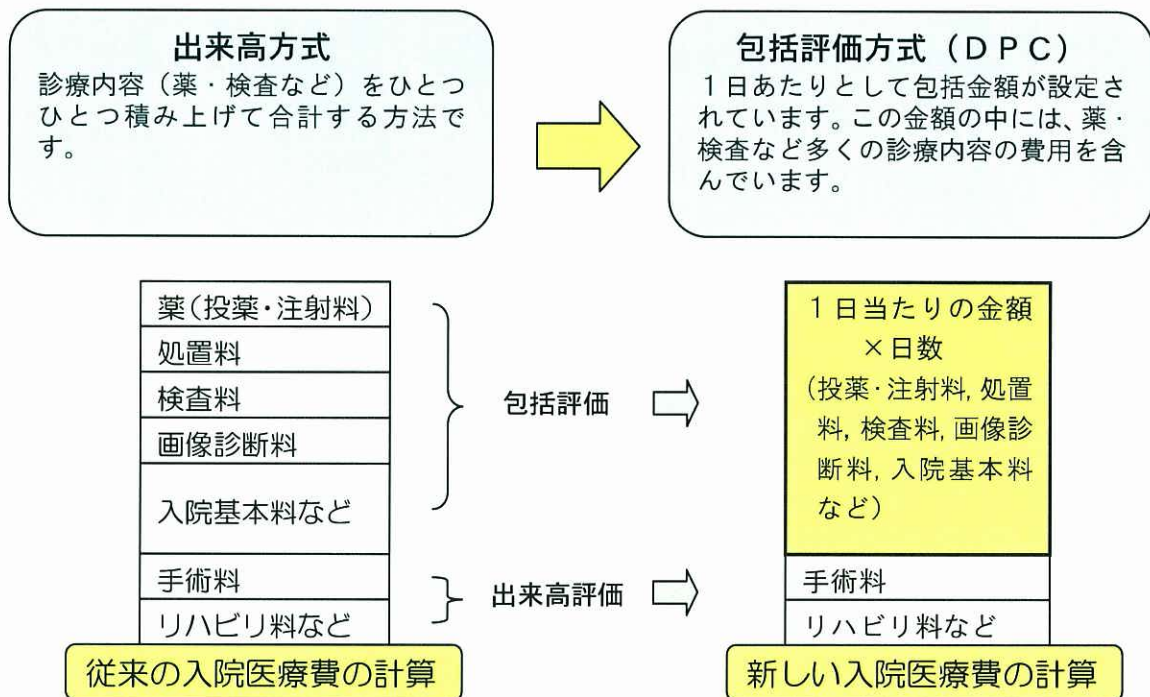 出来高方式
診療内容（薬・検査など）をひとつ
ひとつ積み上げて合計する方法で
す。
包括評価方式（ＤＰＣ）
１日あたりとして包括金額が設定さ
れています。この金額の中には、薬・
検査など多くの診療内容の費用を含
んでいます。
薬（投薬・注射料）
処置料
検査料
画像診断料
入院基本料など
手術料
リハビリ料など
従来の入院医療費の計算
包括評価
出来高評価
１日当たりの金額
×日数
（投薬・注射料，処置
料，検査料，画像診
断料，入院基本料
など）
手術料
リハビリ料など
新しい入院医療費の計算